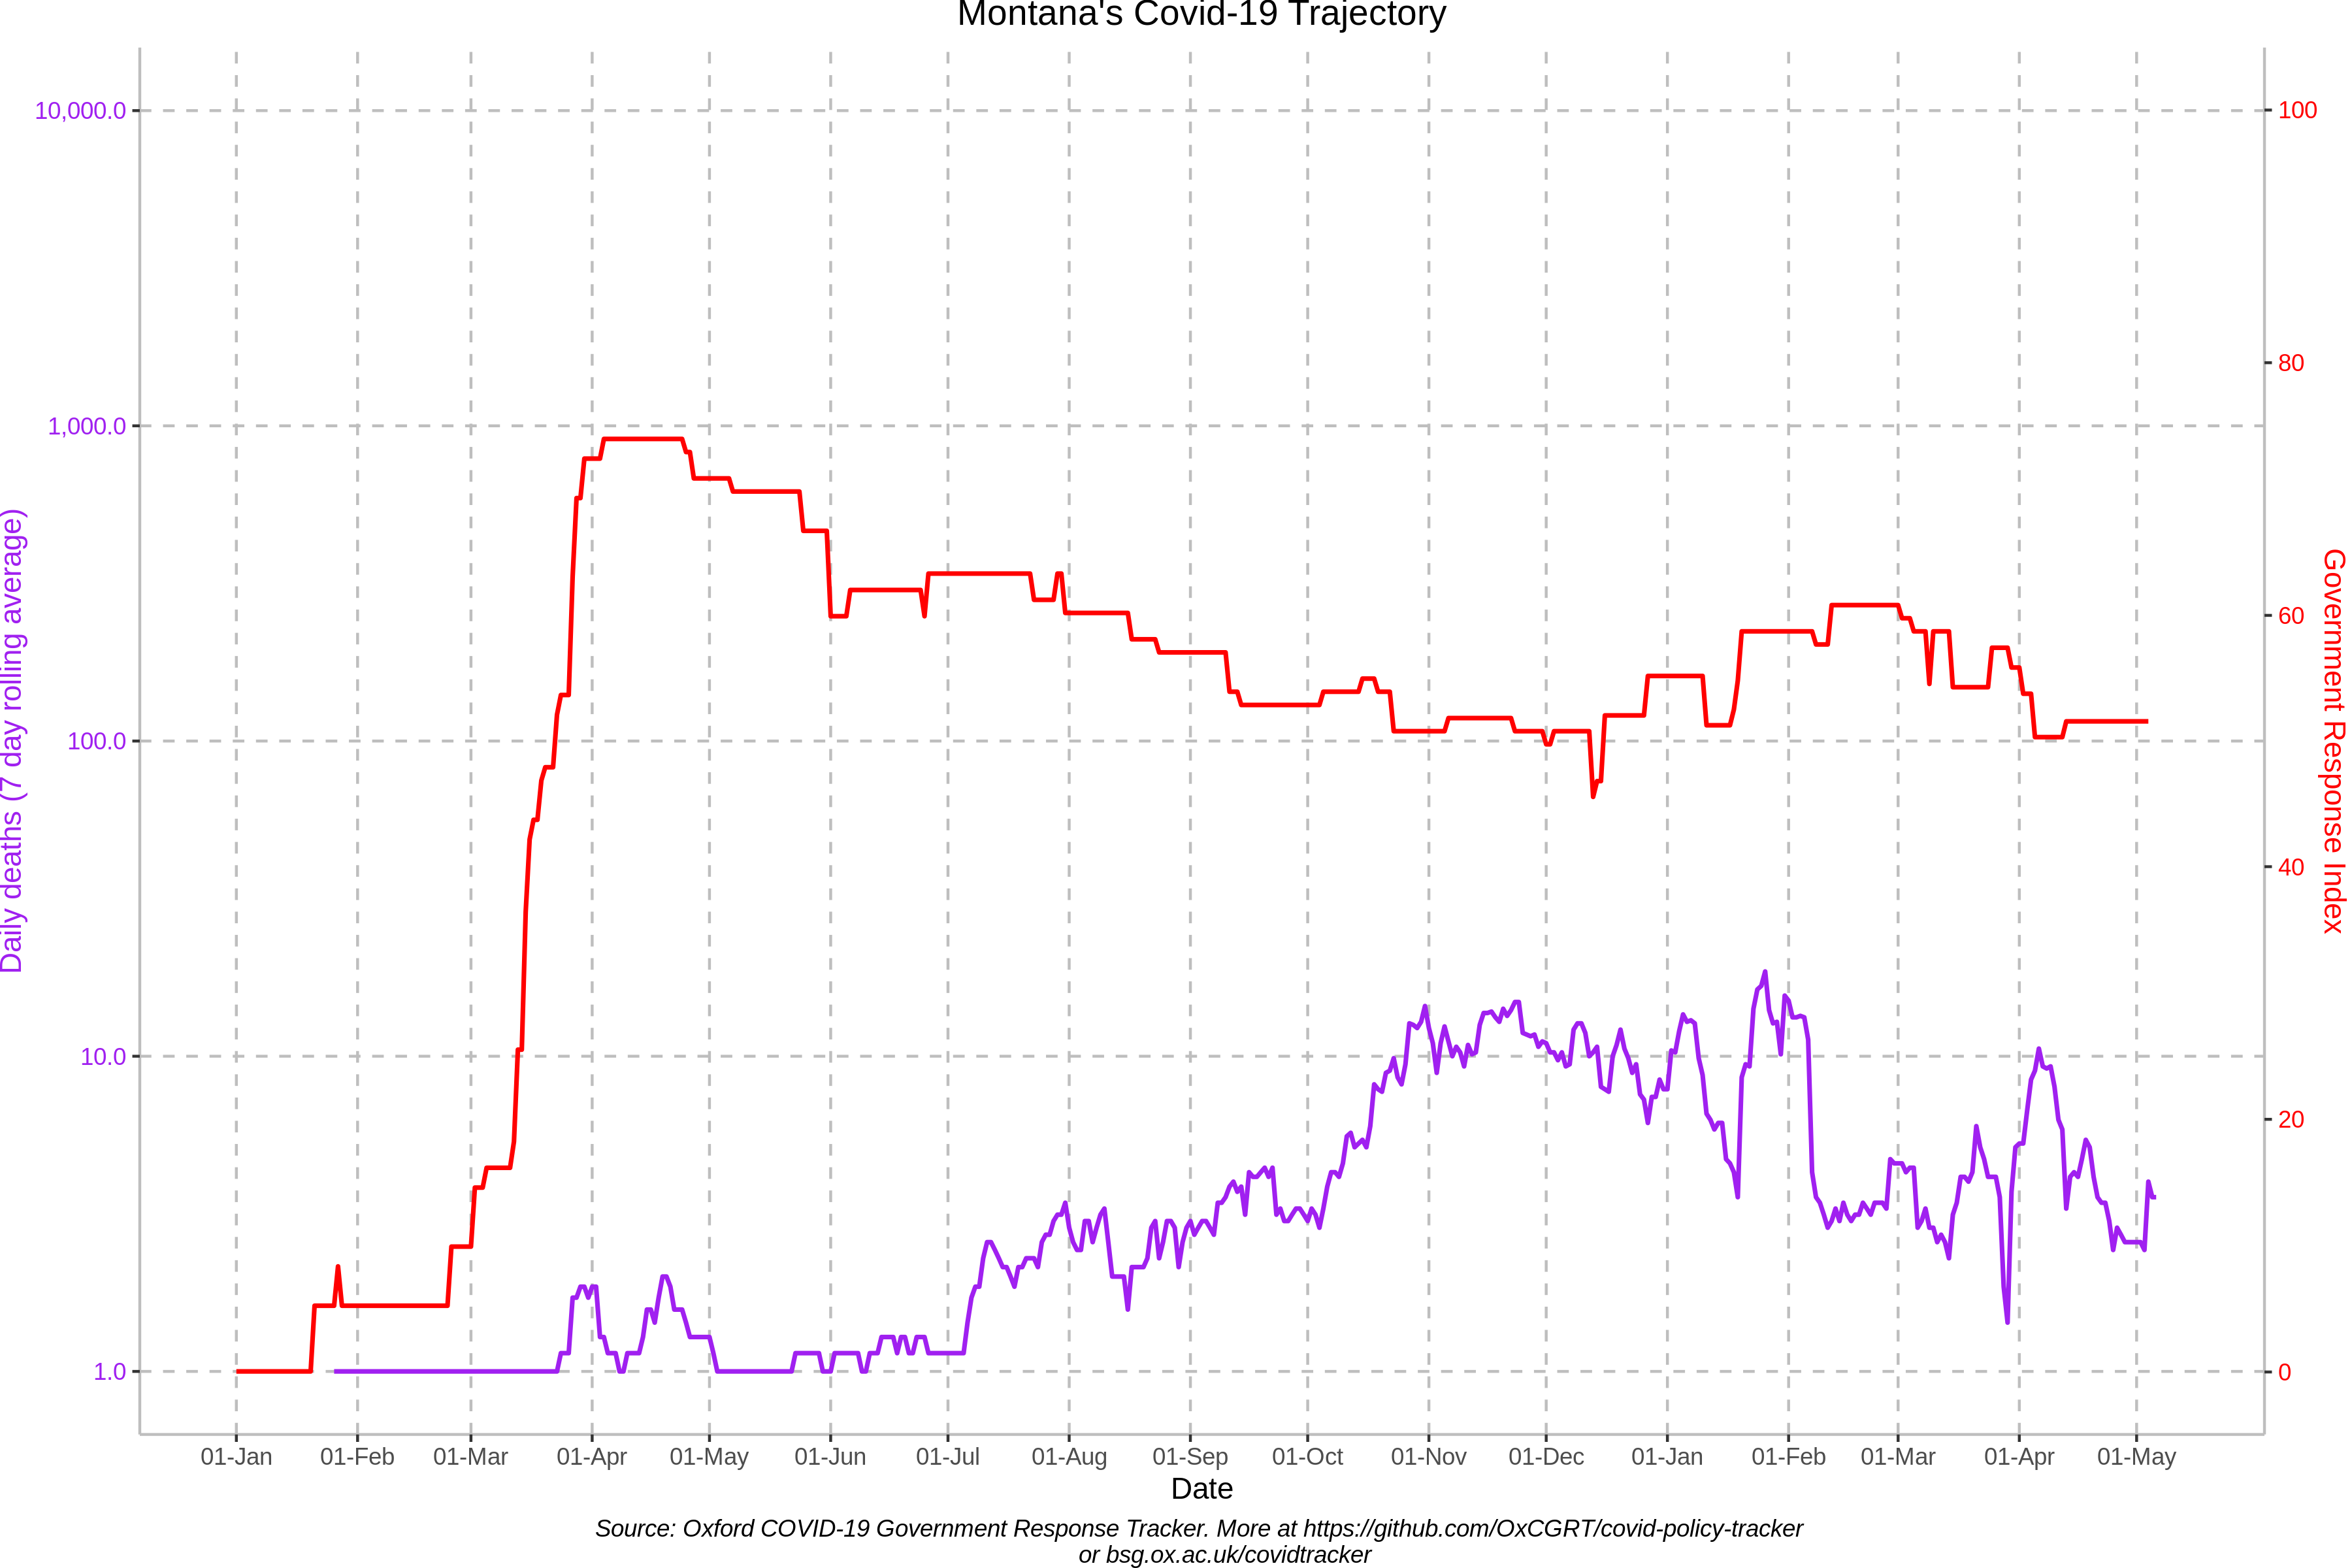 Montana's Covid-19 Trajectory
10,000.0
1,000.0
100.0
10.0
1.0
Daily deaths (7 day rolling average)
100
80
60
40
20
0
Government Response Index
01-Jan 01-Feb 01-Mar 01-Apr 01-May 01-Jun 01-Jul 01-Aug 01-Sep 01-Oct 01-Nov 01-Dec 01-Jan 01-Feb 01-Mar 01-Apr 01-May
Date
Source: Oxford COVID-19 Government Response Tracker. More at https://github.com/OxCGRT/covid-policy-tracker
or bsg.ox.ac.uk/covidtracker